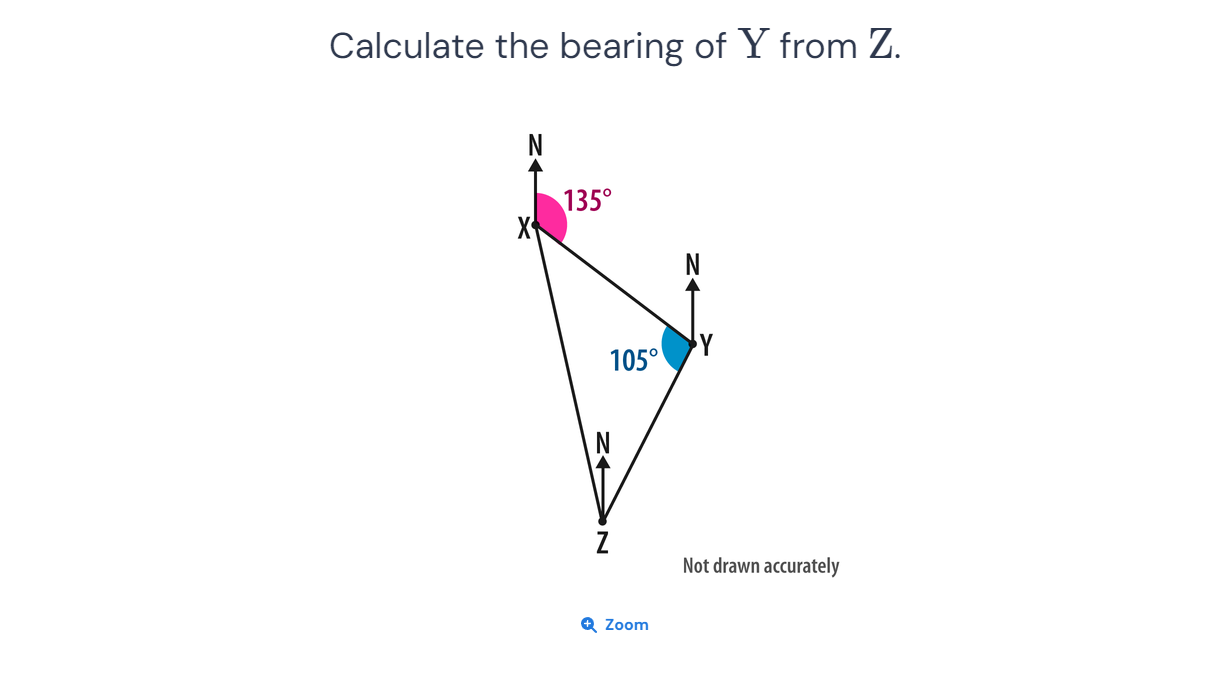 Calculate the bearing of Y from Z.
N
135°
X
N
105°
Y
N
Z
Not drawn accurately
Zoom